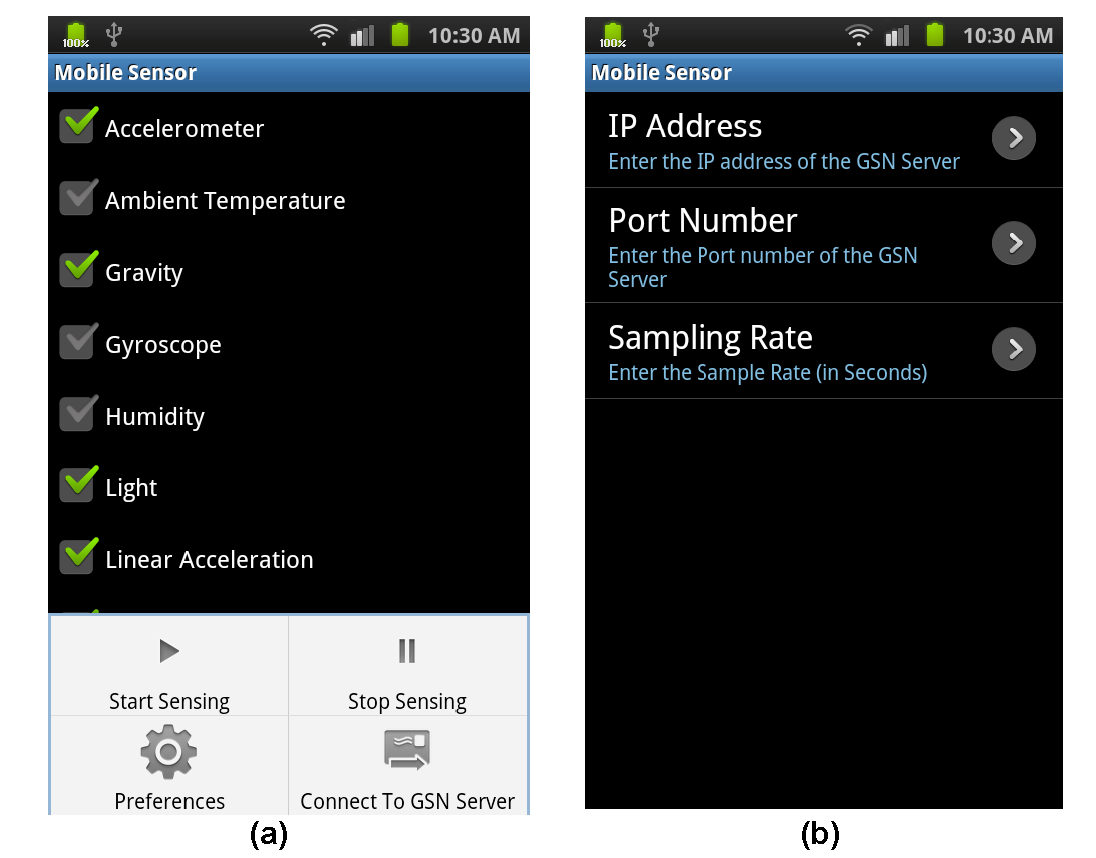 100%
10:30 AM
Mobile Sensor
Accelerometer
Ambient Temperature
Gravity
Gyroscope
Humidity
Light
Linear Acceleration
Start Sensing
Stop Sensing
Preferences
Connect To GSN Server
(a)
100%
10:30 AM
Mobile Sensor
IP Address
Enter the IP address of the GSN Server
Port Number
Enter the Port number of the GSN
Server
Sampling Rate
Enter the Sample Rate (in Seconds)
(b)